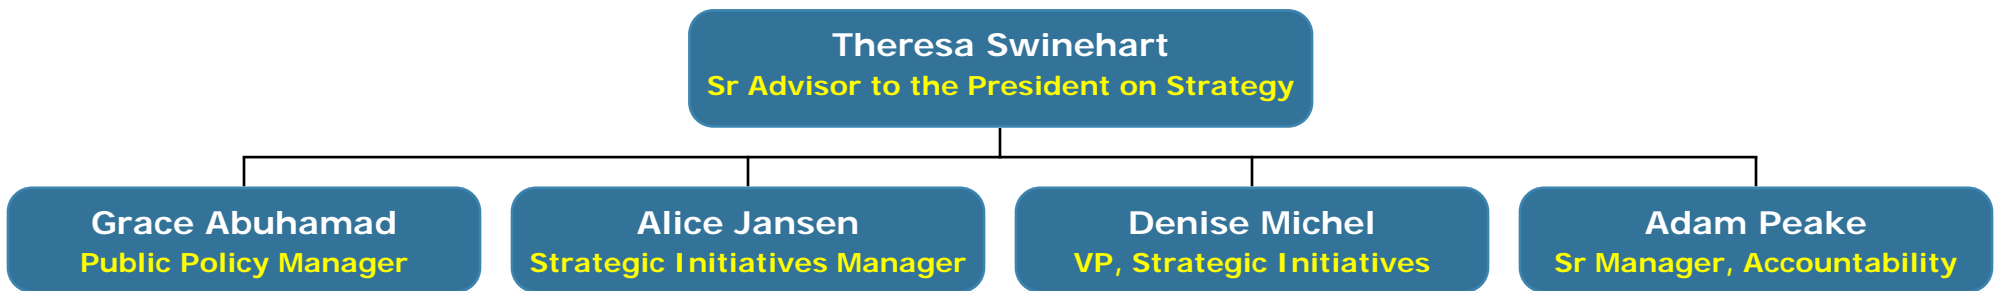 Theresa Swinehart
Sr Advisor to the President on Strategy
Grace Abuhamad
Public Policy Manager
Alice Jansen
Strategic Initiatives Manager
Denise Michel
VP, Strategic Initiatives
Adam Peake
Sr Manager, Accountability